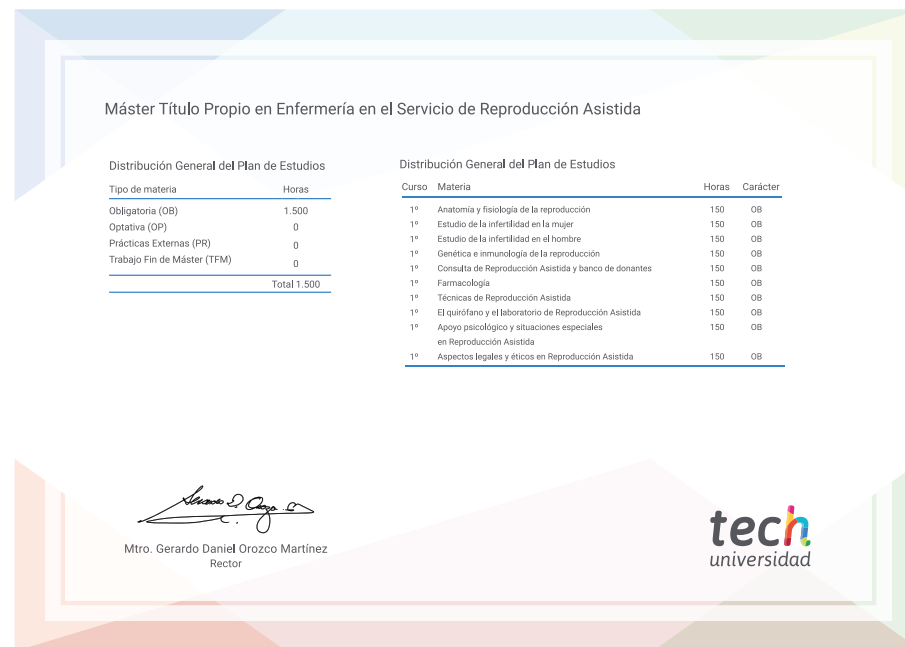 Máster Título Propio en Enfermería en el Servicio de Reproducción Asistida
Distribución General del Plan de Estudios
Tipo de materia Horas
Obligatoria (OB) 1.500
Optativa (OP) 0
Prácticas Externas (PR) 0
Trabajo Fin de Máster (TFM) 0
Total 1.500
Distribución General del Plan de Estudios
Curso Materia Horas Carácter
1º Anatomía y fisiología de la reproducción 150 OB
1º Estudio de la infertilidad en la mujer 150 OB
1º Estudio de la infertilidad en el hombre 150 OB
1º Genética e inmunología de la reproducción 150 OB
1º Consulta de Reproducción Asistida y banco de donantes 150 OB
1º Farmacología 150 OB
1º Técnicas de Reproducción Asistida 150 OB
1º El quirófano y el laboratorio de Reproducción Asistida 150 OB
1º Apoyo psicológico y situaciones especiales 150 OB
en Reproducción Asistida
1º Aspectos legales y éticos en Reproducción Asistida 150 OB
Mtro. Gerardo Daniel Orozco Martínez
Rector
tech
universidad